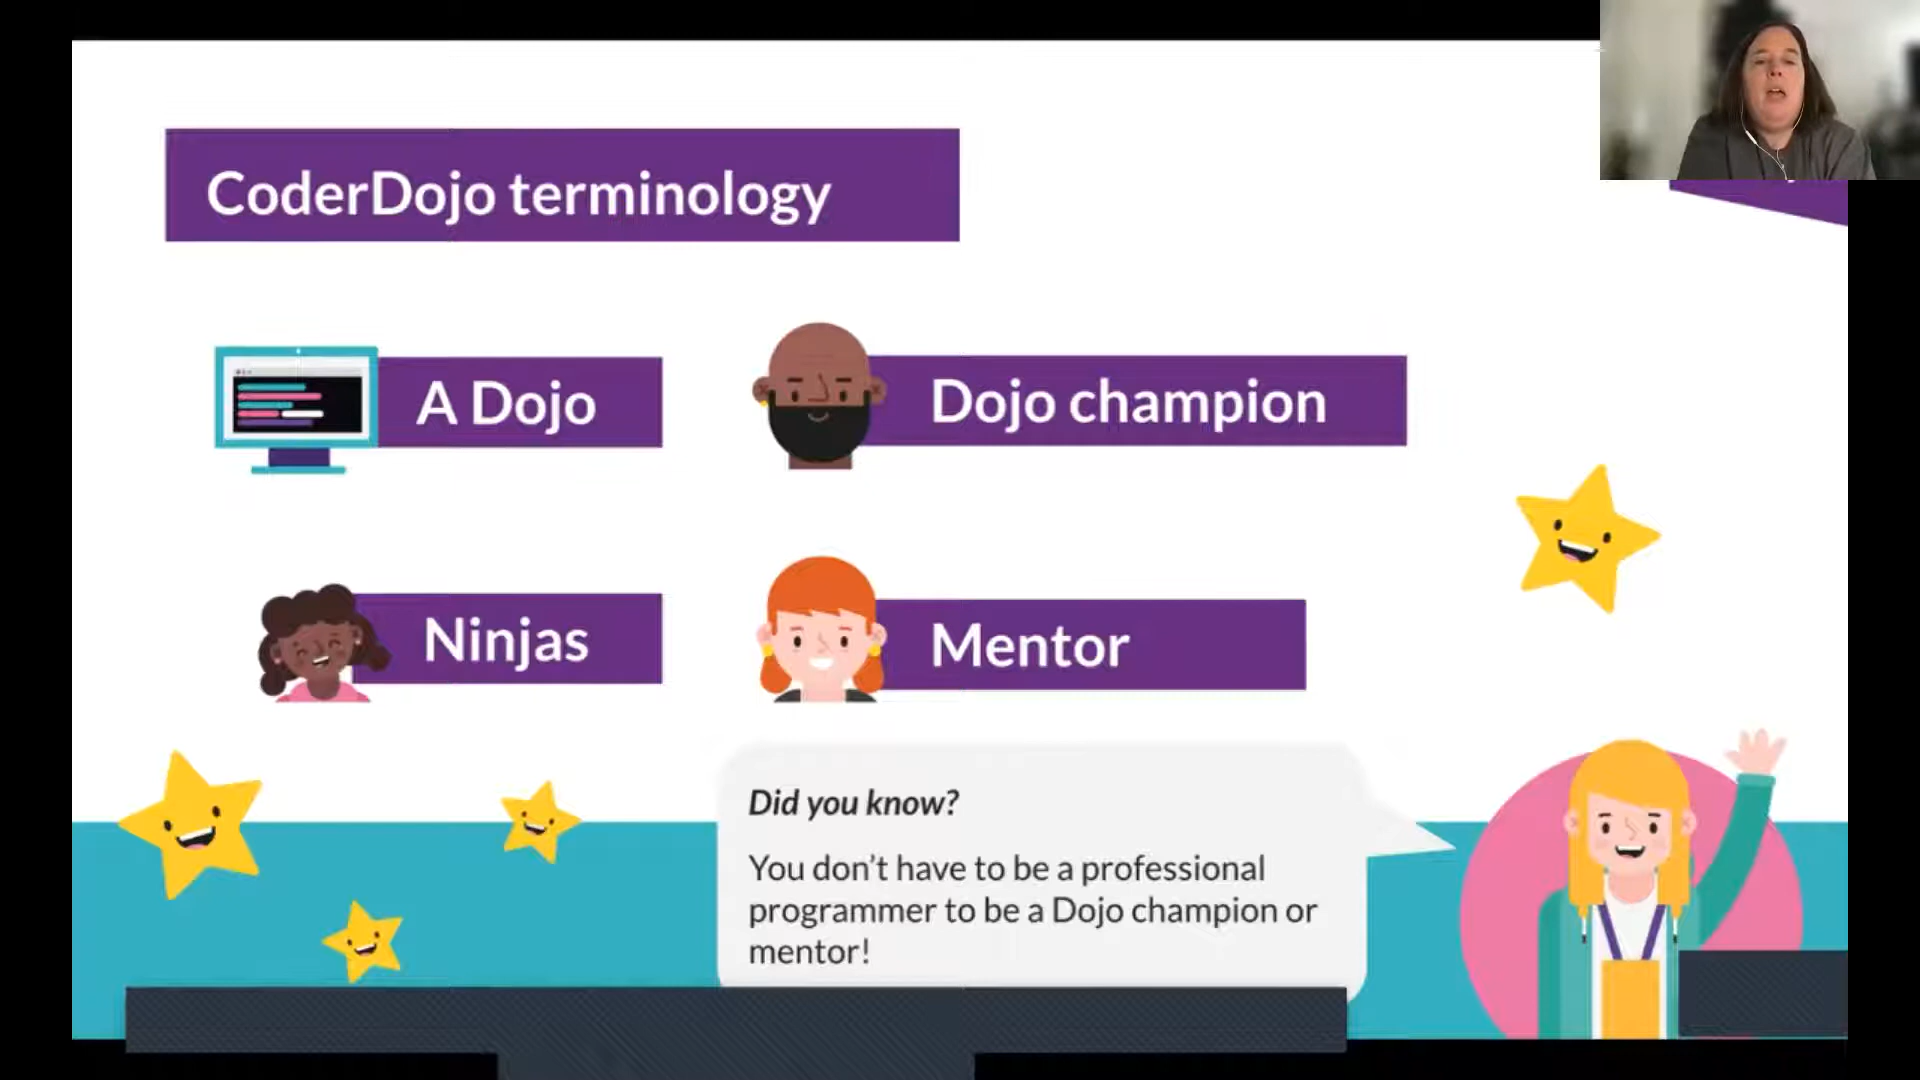 CoderDojo terminology
A Dojo
Dojo champion
Ninjas
Mentor
Did you know?
You don't have to be a professional
programmer to be a Dojo champion or
mentor!